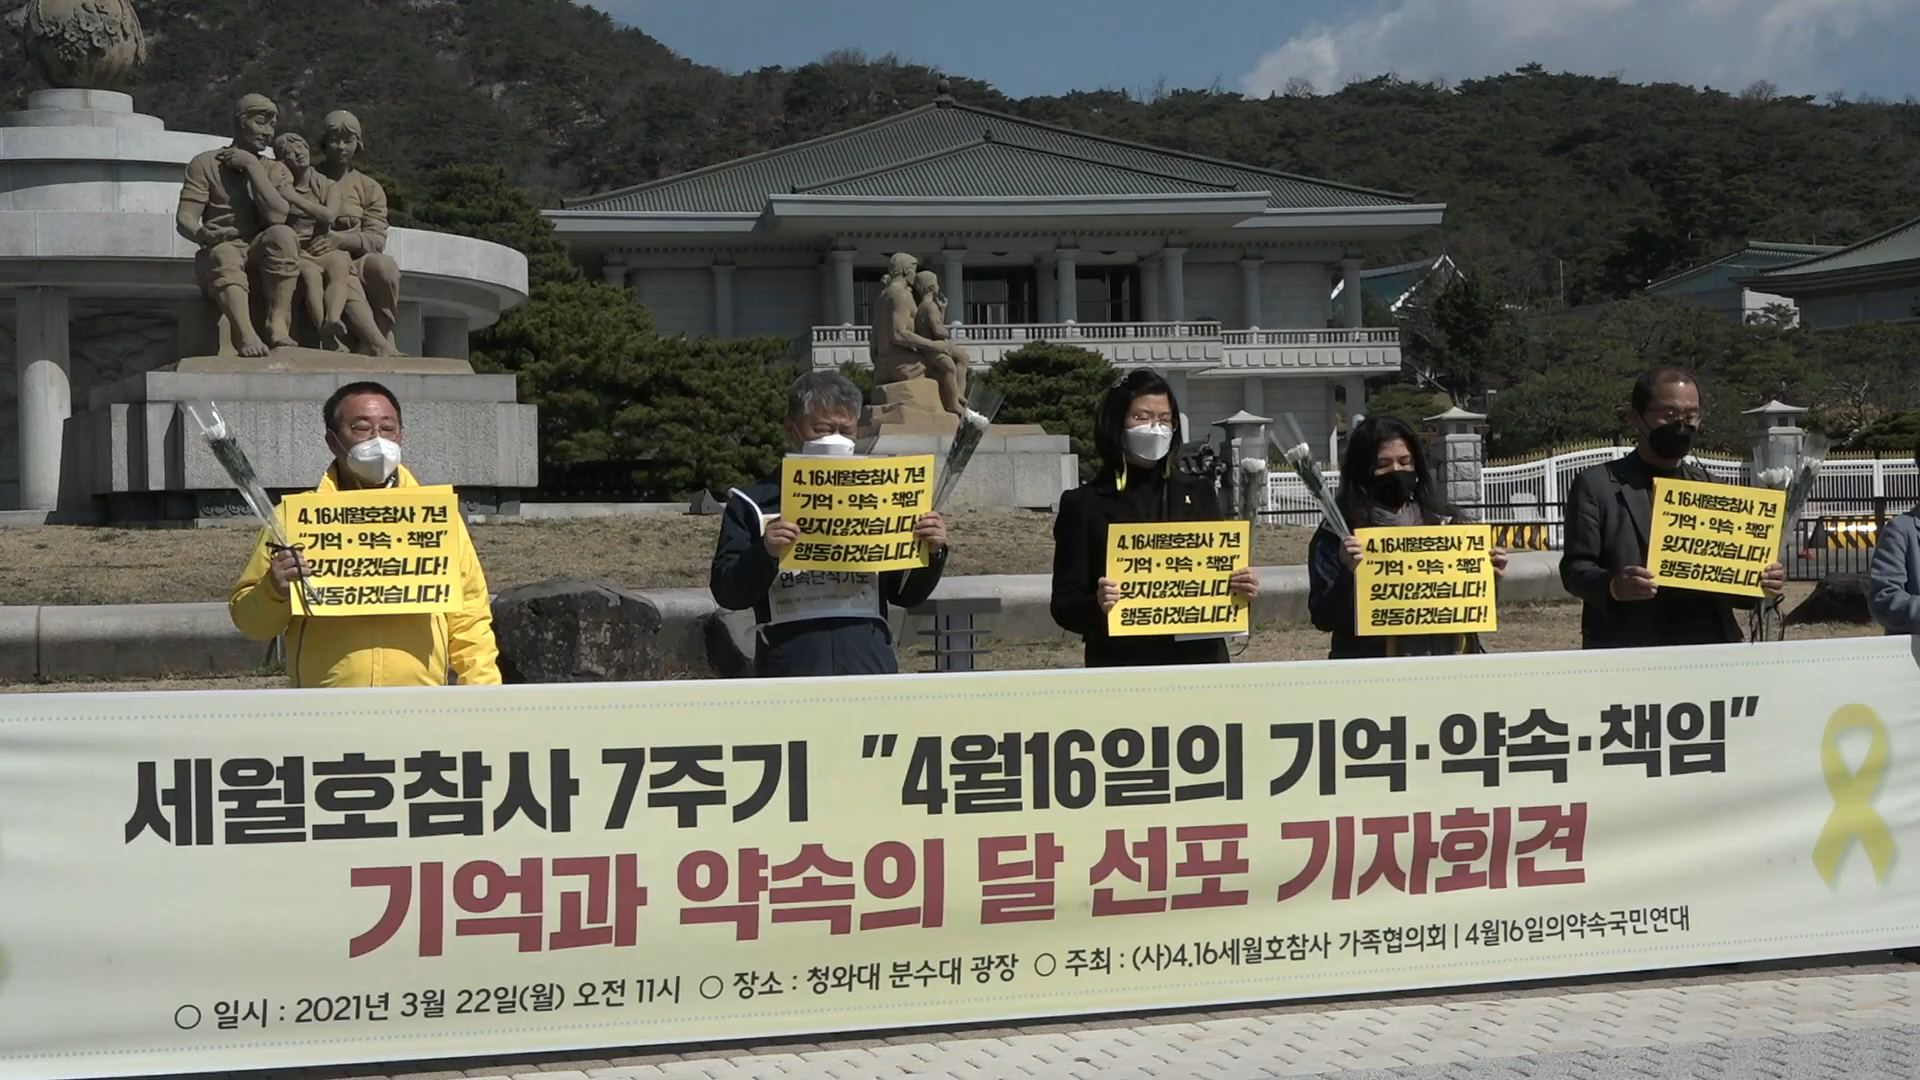 4.16세월호참사 7년
“기억·약속·책임”
잊지않겠습니다!
행동하겠습니다!
4.16세월호참사 7년
“기억·약속·책임”
잊지않겠습니다!
행동하겠습니다!
연속단식기도
4.16세월호참사 7년
“기억·약속·책임”
잊지않겠습니다!
행동하겠습니다!
4.16세월호참사 7년
“기억·약속·책임”
잊지않겠습니다!
행동하겠습니다!
4.16세월호참사 7년
“기억·약속·책임”
잊지않겠습니다!
행동하겠습니다!
세월호참사 7주기 "4월16일의 기억·약속·책임"
기억과 약속의 달 선포 기자회견
○ 일시 : 2021년 3월 22일(월) 오전 11시 ○ 장소 : 청와대 분수대 광장 ○ 주최 : (사)4.16세월호참사 가족협의회 | 4월16일의약속국민연대